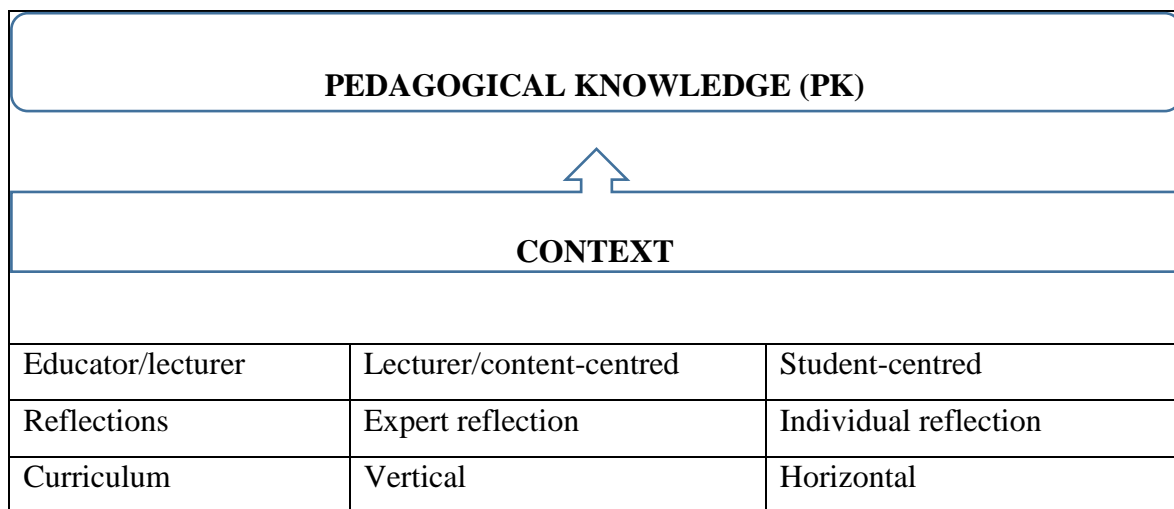 PEDAGOGICAL KNOWLEDGE (PK)
CONTEXT
Educator/lecturer Lecturer/content-centred Student-centred
Reflections Expert reflection Individual reflection
Curriculum Vertical Horizontal